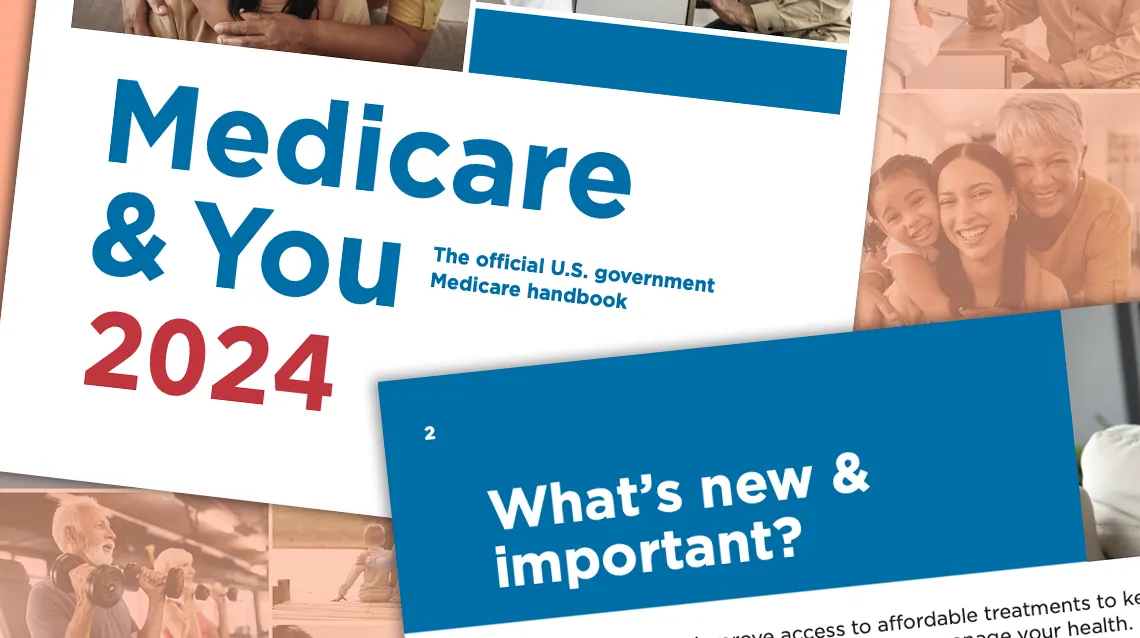 Medicare
& You
The official U.S. government
Medicare handbook
2024
2
What's new &
important?
access to affordable treatments to
your health.